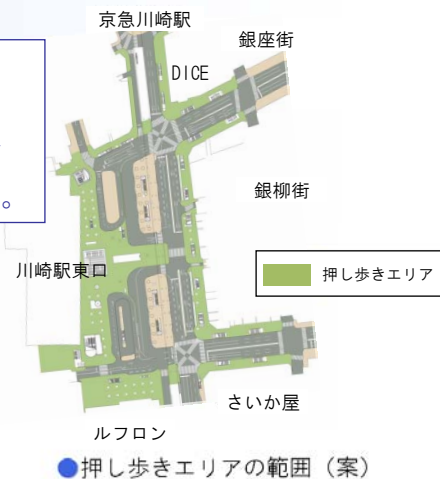 京急川崎駅
銀座街
DICE
。
銀柳街
川崎駅東口
押し歩きエリア
さいか屋
ルフロン
●押し歩きエリアの範囲（案）